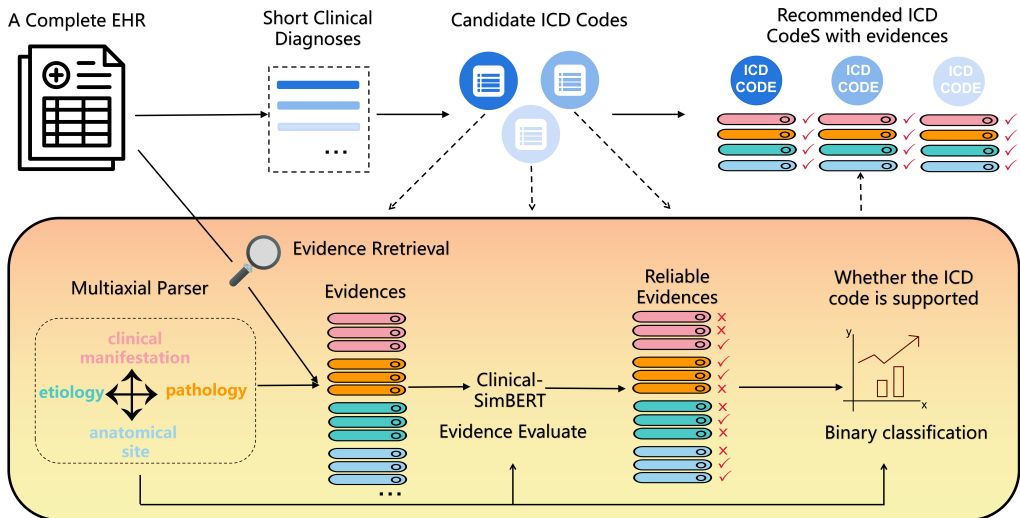 A Complete EHR
Short Clinical
Diagnoses
...
Candidate ICD Codes
Recommended ICD
CodeS with evidences
ICD
CODE
ICD
CODE
ICD
CODE
Evidence Rretrieval
Multiaxial Parser
clinical
manifestation
etiology
pathology
anatomical
site
Evidences
...
Clinical-
SimBERT
Evidence Evaluate
Reliable
Evidences
Whether the ICD
code is supported
y
x
Binary classification